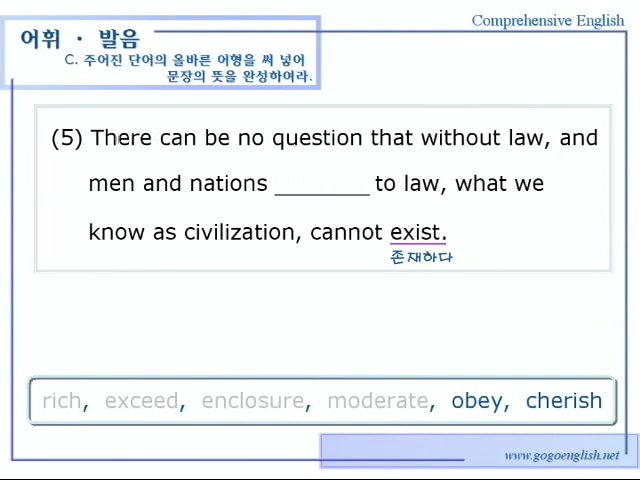 Comprehensive English
어휘 · 발음
C. 주어진 단어의 올바른 어형을 써 넣어
문장의 뜻을 완성하여라.
(5) There can be no question that without law, and
men and nations ________ to law, what we
know as civilization, cannot exist.
존재하다
rich, exceed, enclosure, moderate, obey, cherish
www.gogoenglish.net